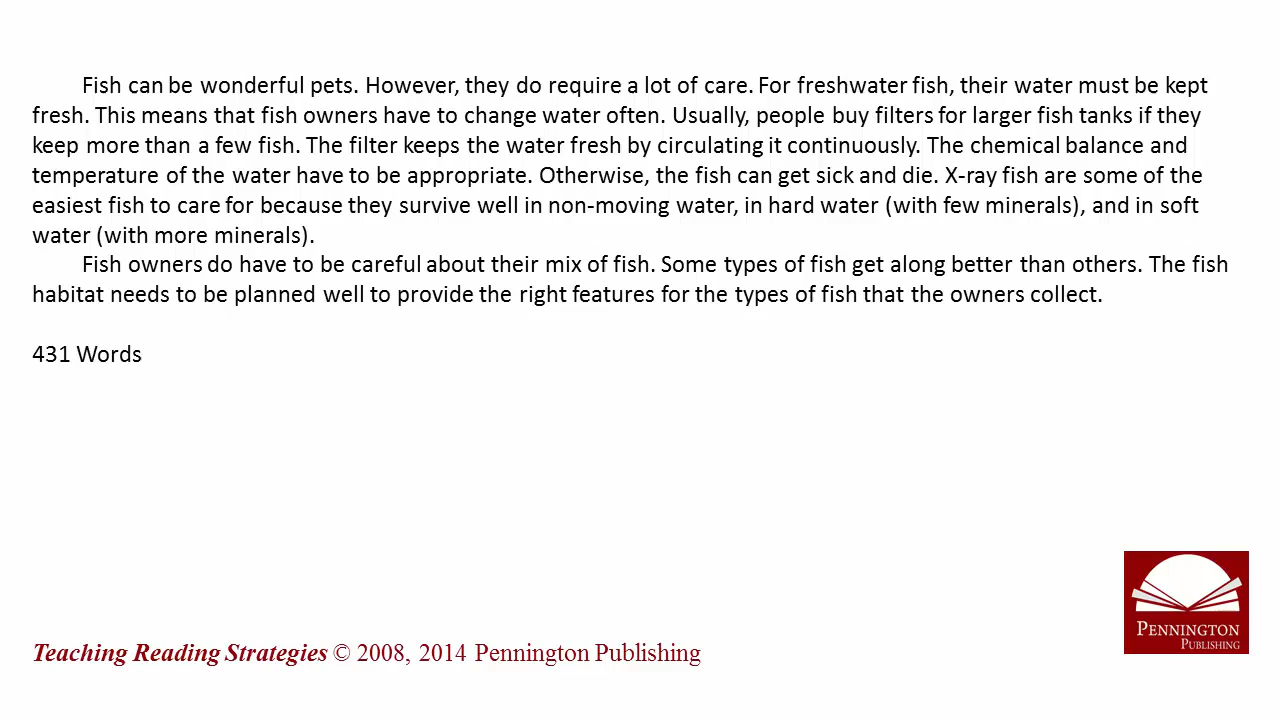 Fish can be wonderful pets. However, they do require a lot of care. For freshwater fish, their water must be kept
fresh. This means that fish owners have to change water often. Usually, people buy filters for larger fish tanks if they
keep more than a few fish. The filter keeps the water fresh by circulating it continuously. The chemical balance and
temperature of the water have to be appropriate. Otherwise, the fish can get sick and die. X-ray fish are some of the
easiest fish to care for because they survive well in non-moving water, in hard water (with few minerals), and in soft
water (with more minerals).
Fish owners do have to be careful about their mix of fish. Some types of fish get along better than others. The fish
habitat needs to be planned well to provide the right features for the types of fish that the owners collect.
431 Words
Teaching Reading Strategies © 2008, 2014 Pennington Publishing
PENNINGTON
PUBLISHING